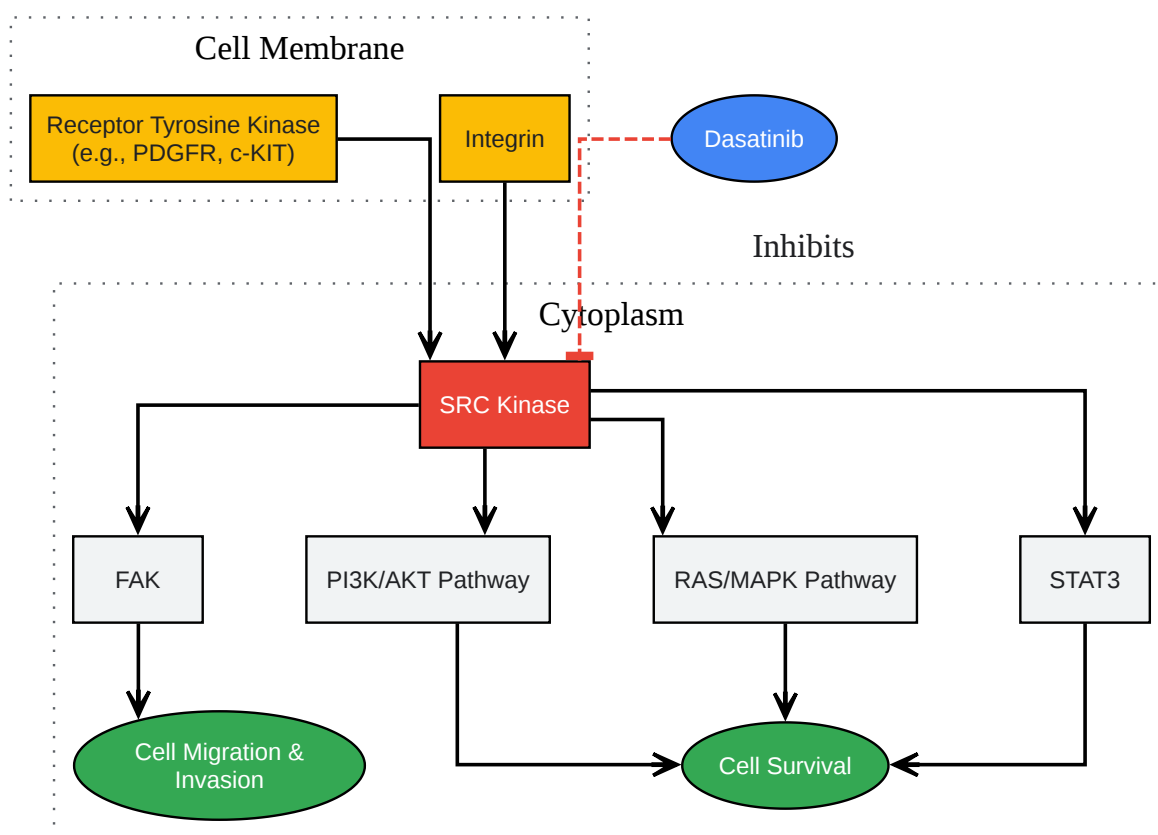 Cell Membrane
Receptor Tyrosine Kinase
(e.g., PDGFR, c-KIT)
Integrin
Dasatinib
Inhibits
Cytoplasm
SRC Kinase
FAK
PI3K/AKT Pathway
RAS/MAPK Pathway
STAT3
Cell Migration &
Invasion
Cell Survival